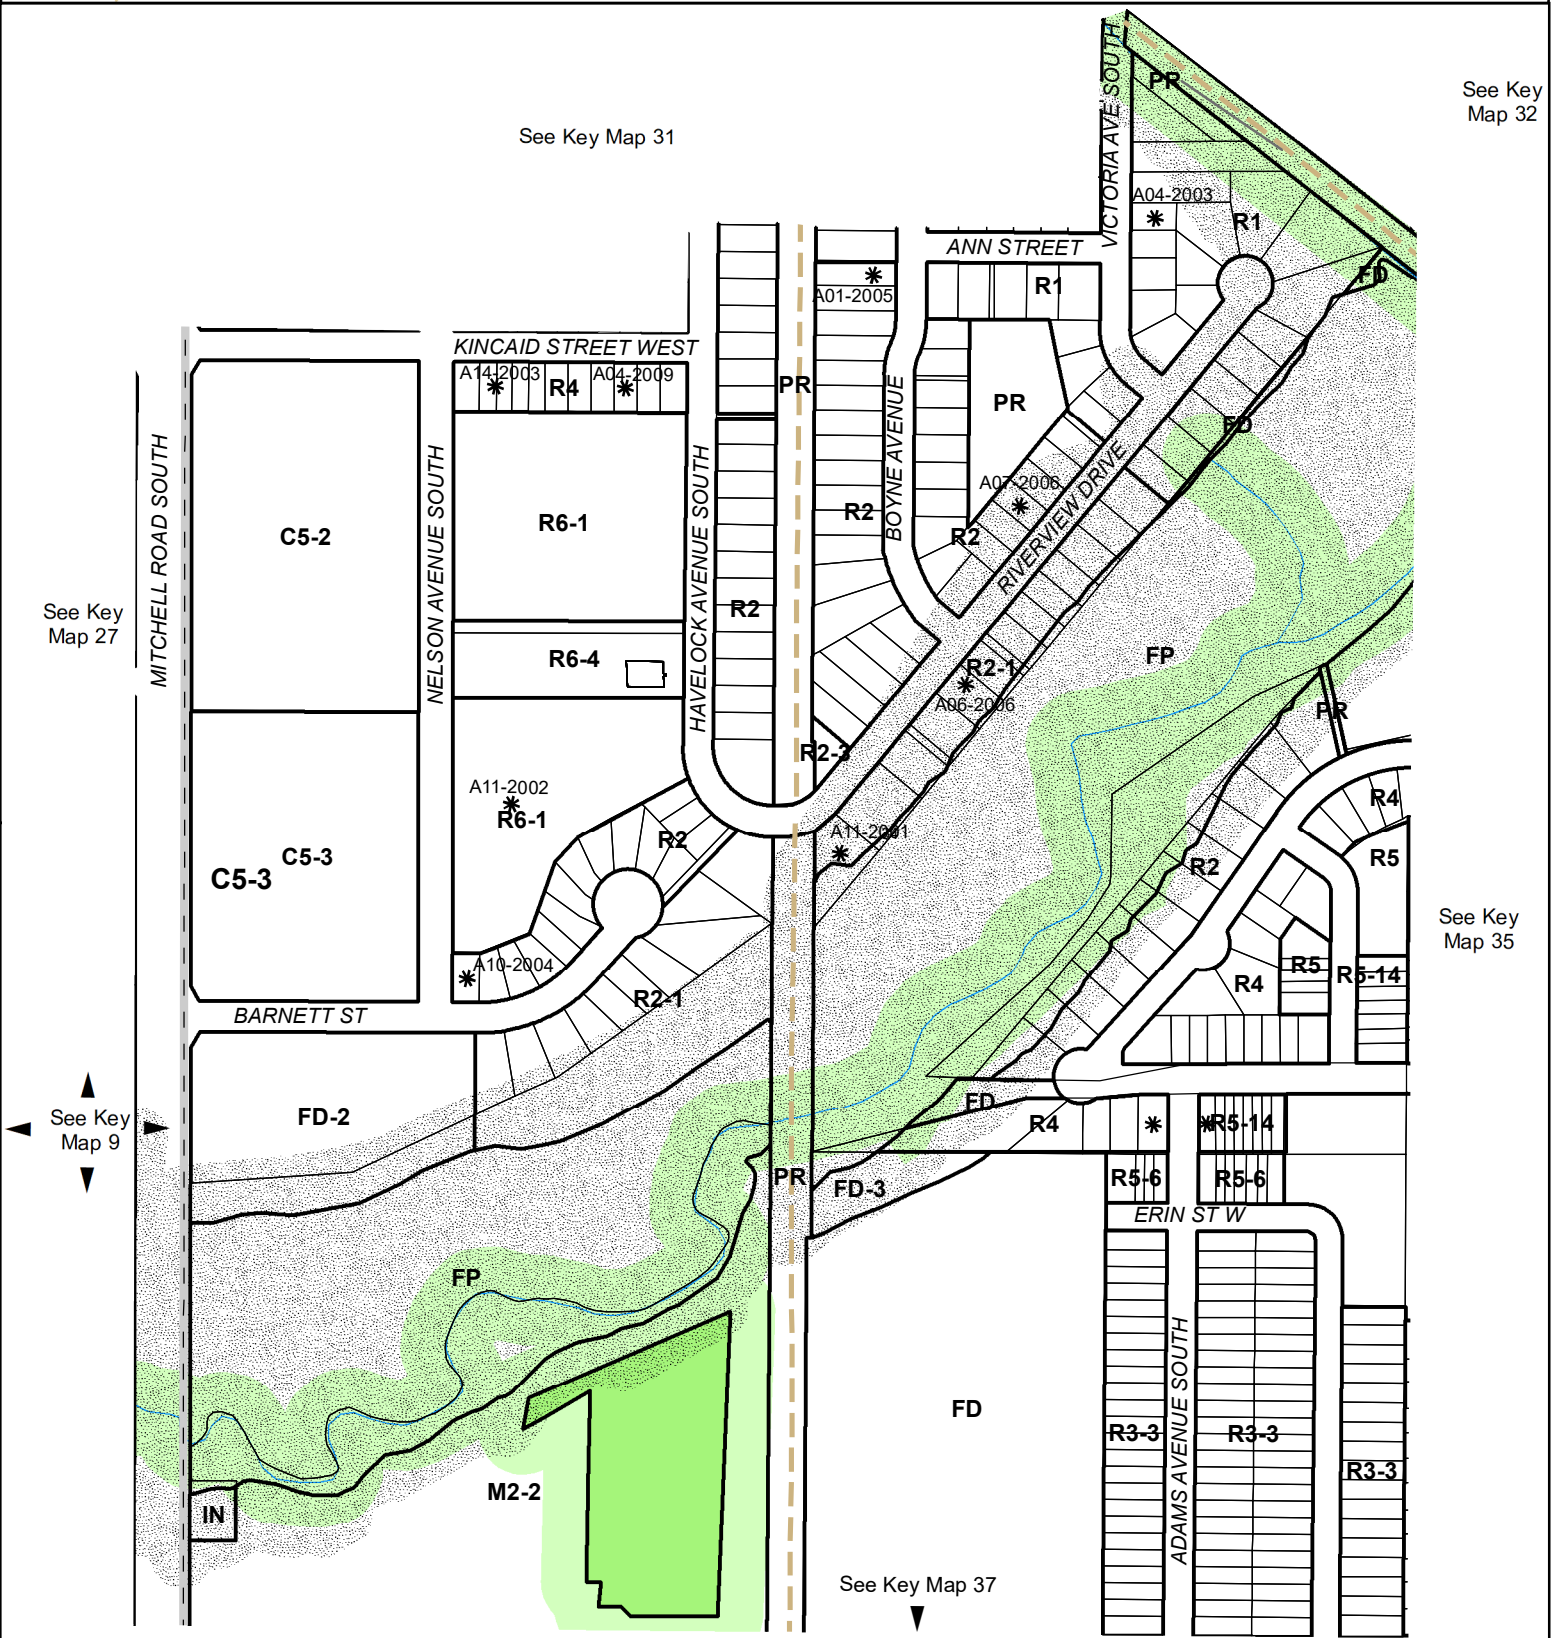 See Key Map 31
See Key
Map 32
VICTORIA AVE SOUTH
PR
A04-2003
R1
ANN STREET
FD
A01-2005
R1
KINCAID STREET WEST
A14-2003
R4
A04-2009
PR
PR
BOYNE AVENUE
FD
MITCHELL ROAD SOUTH
NELSON AVENUE SOUTH
HAVELOCK AVENUE SOUTH
RIVERVIEW DRIVE
A07-2006
R2
R2
C5-2
R6-1
See Key
Map 27
R2
R6-4
FP
R2-1
A06-2006
PR
R2-3
A11-2002
R6-1
R4
A11-2001
R2
C5-3
C5-3
R5
R2
See Key
Map 35
A10-2004
R5
R5-14
R4
R2-1
BARNETT ST
See Key
Map 9
FD-2
FD
R4
R5-14
PR
FD-3
R5-6
R5-6
ERIN ST W
FP
ADAMS AVENUE SOUTH
FD
R3-3
R3-3
R3-3
M2-2
IN
See Key Map 37